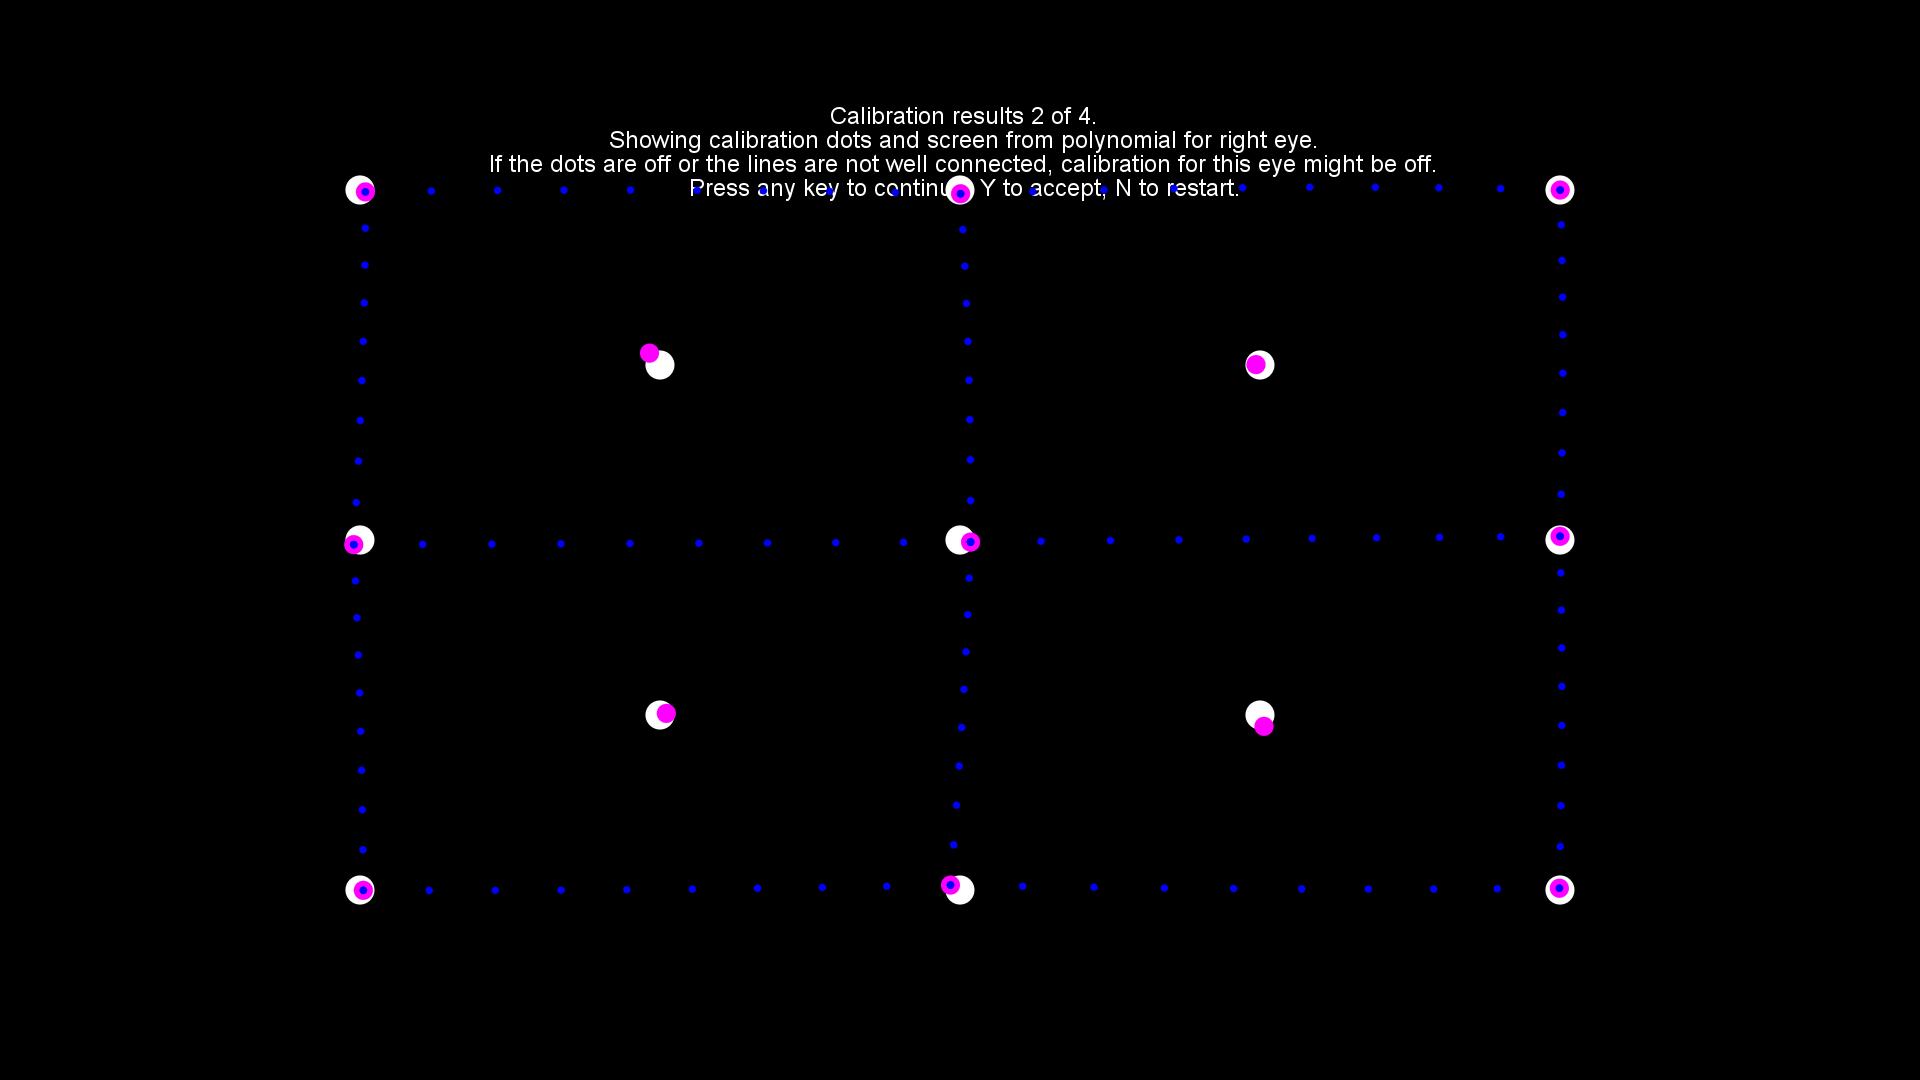 Calibration results 2 of 4.
Showing calibration dots and screen from polynomial for right eye.
If the dots are off or the lines are not well connected, calibration for this eye might be off.
Press any key to continue, Y to accept, N to restart.